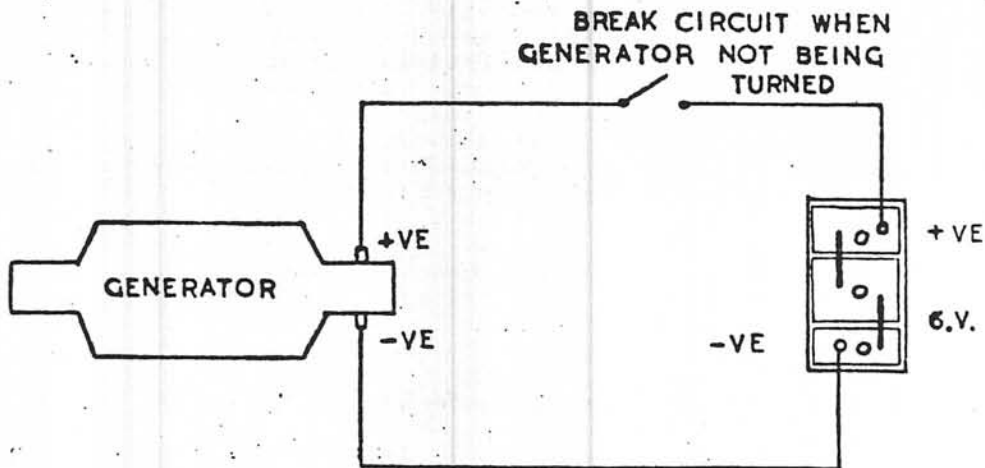 BREAK CIRCUIT WHEN
GENERATOR NOT BEING
TURNED
+VE
GENERATOR
-VE
+VE
6.V.
-VE